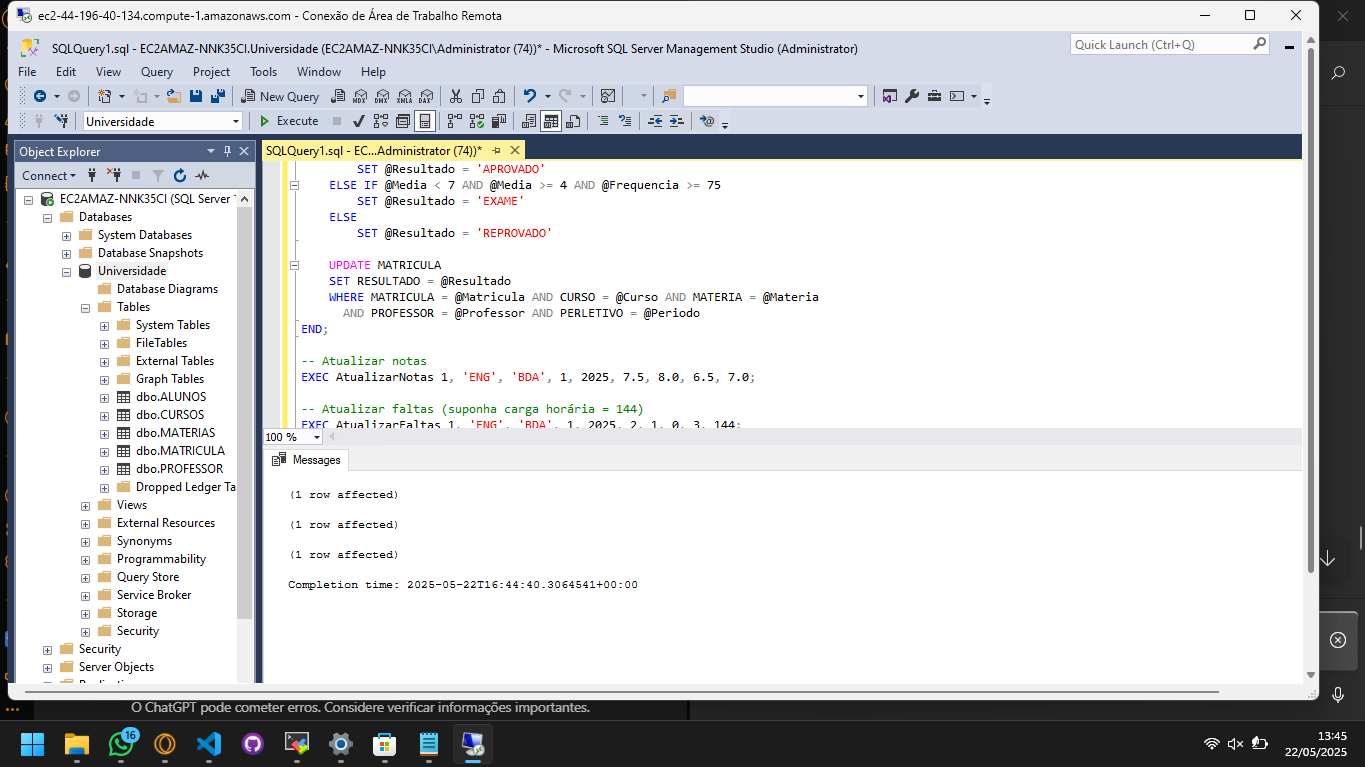 ec2-44-196-40-134.compute-1.amazonaws.com - Conexão de Área de Trabalho Remota
SQLQuery1.sql - EC2AMAZ-NNK35CI.Universidade (EC2AMAZ-NNK35CI\Administrator (74))* - Microsoft SQL Server Management Studio (Administrator)
Quick Launch (Ctrl+Q)
File Edit View Query Project Tools Window Help
New Query
MDX DMX XMLA DAX
Universidade
Execute
Object Explorer
Connect
EC2AMAZ-NNK35CI (SQL Server
Databases
System Databases
Database Snapshots
Universidade
Database Diagrams
Tables
System Tables
FileTables
External Tables
Graph Tables
dbo.ALUNOS
dbo.CURSOS
dbo.MATERIAS
dbo.MATRICULA
dbo.PROFESSOR
Dropped Ledger Ta
Views
External Resources
Synonyms
Programmability
Query Store
Service Broker
Storage
Security
Security
Server Objects
SQLQuery1.sql - EC...Administrator (74))*
SET @Resultado = 'APROVADO'
ELSE IF @Media < 7 AND @Media >= 4 AND @Frequencia >= 75
SET @Resultado = 'EXAME'
ELSE
SET @Resultado = 'REPROVADO'
UPDATE MATRICULA
SET RESULTADO = @Resultado
WHERE MATRICULA = @Matricula AND CURSO = @Curso AND MATERIA = @Materia
AND PROFESSOR = @Professor AND PERLETIVO = @Periodo
END;
-- Atualizar notas
EXEC AtualizarNotas 1, 'ENG', 'BDA', 1, 2025, 7.5, 8.0, 6.5, 7.0;
-- Atualizar faltas (suponha carga horária = 144)
EXEC AtualizarFaltas 1, 'ENG', 'BDA', 1, 2025, 2, 1, 0, 3, 144;
100 %
Messages
(1 row affected)
(1 row affected)
(1 row affected)
Completion time: 2025-05-22T16:44:40.3064541+00:00
O ChatGPT pode cometer erros. Considere verificar informações importantes.
16
13:45
22/05/2025